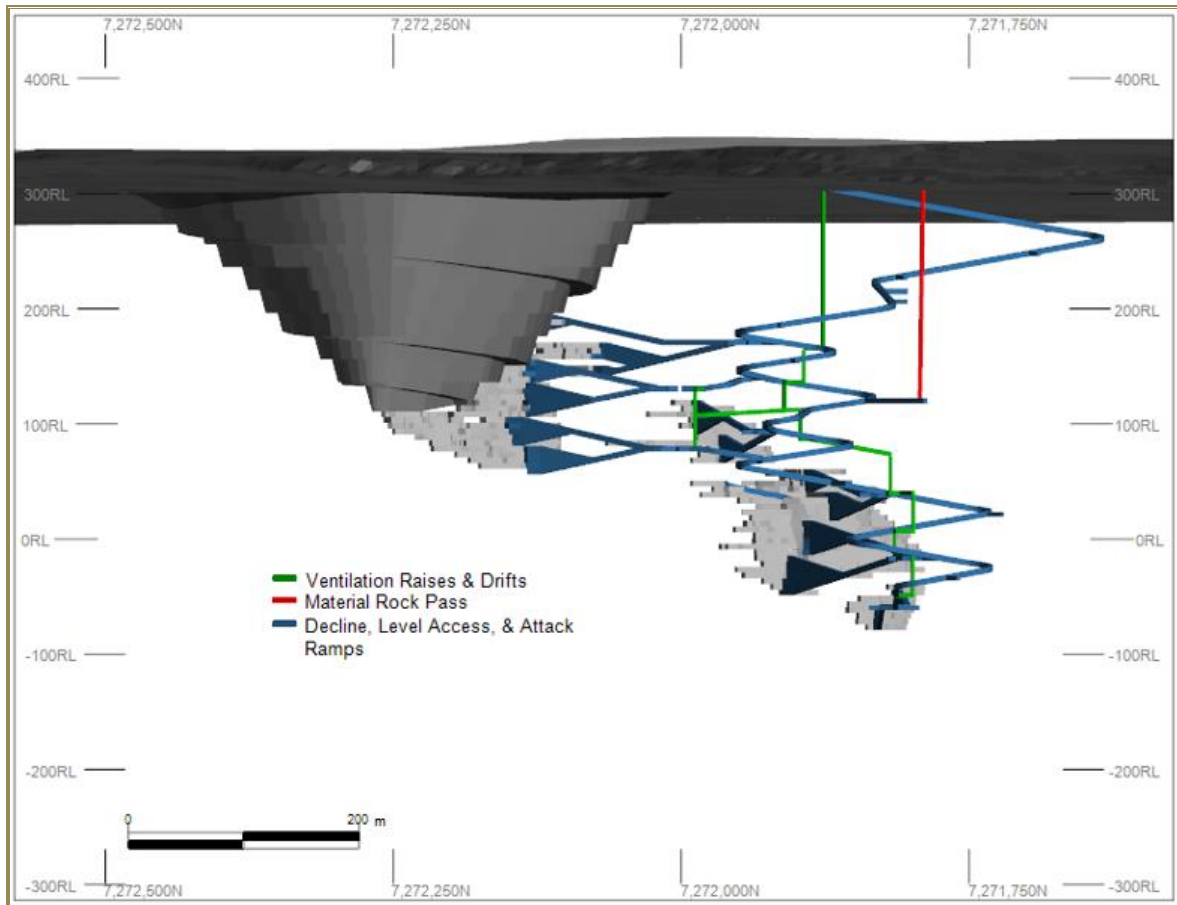 7,272,500N 7,272,250N 7,272,000N 7,271,750N
400RL 400RL
300RL 300RL
200RL 200RL
100RL 100RL
0RL 0RL
Ventilation Raises & Drifts
Material Rock Pass
Decline, Level Access, & Attack
Ramps
-100RL -100RL
-200RL -200RL
0 200 m
-300RL -300RL
7,272,500N 7,272,250N 7,272,000N 7,271,750N